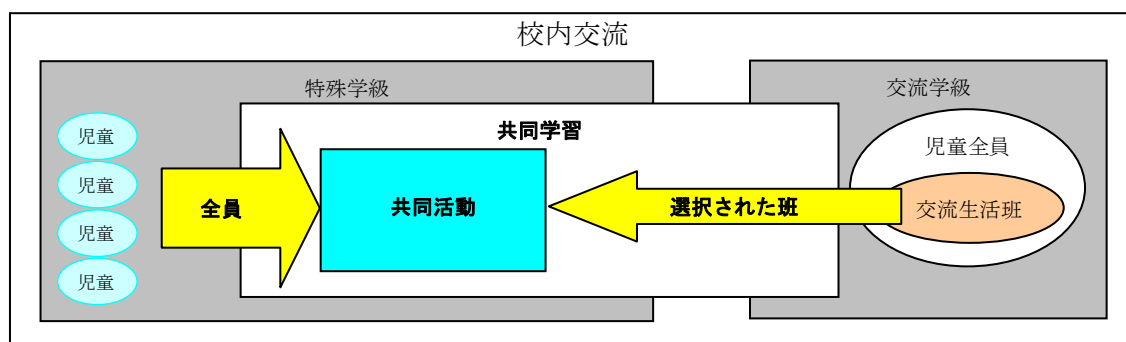 校内交流
特殊学級
交流学級
共同学習
児童
児童
児童
児童
全員
共同活動
選択された班
児童全員
交流生活班